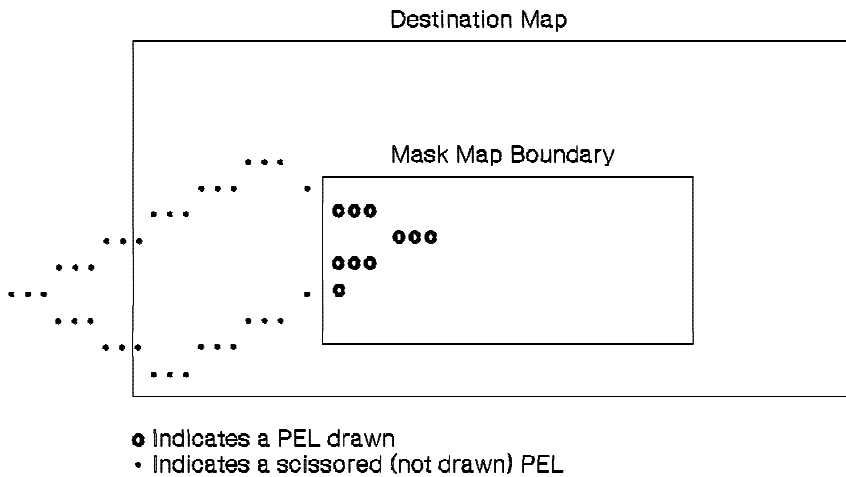 Destination Map
Mask Map Boundary
Indicates a PEL drawn
Indicates a scissored (not drawn) PEL